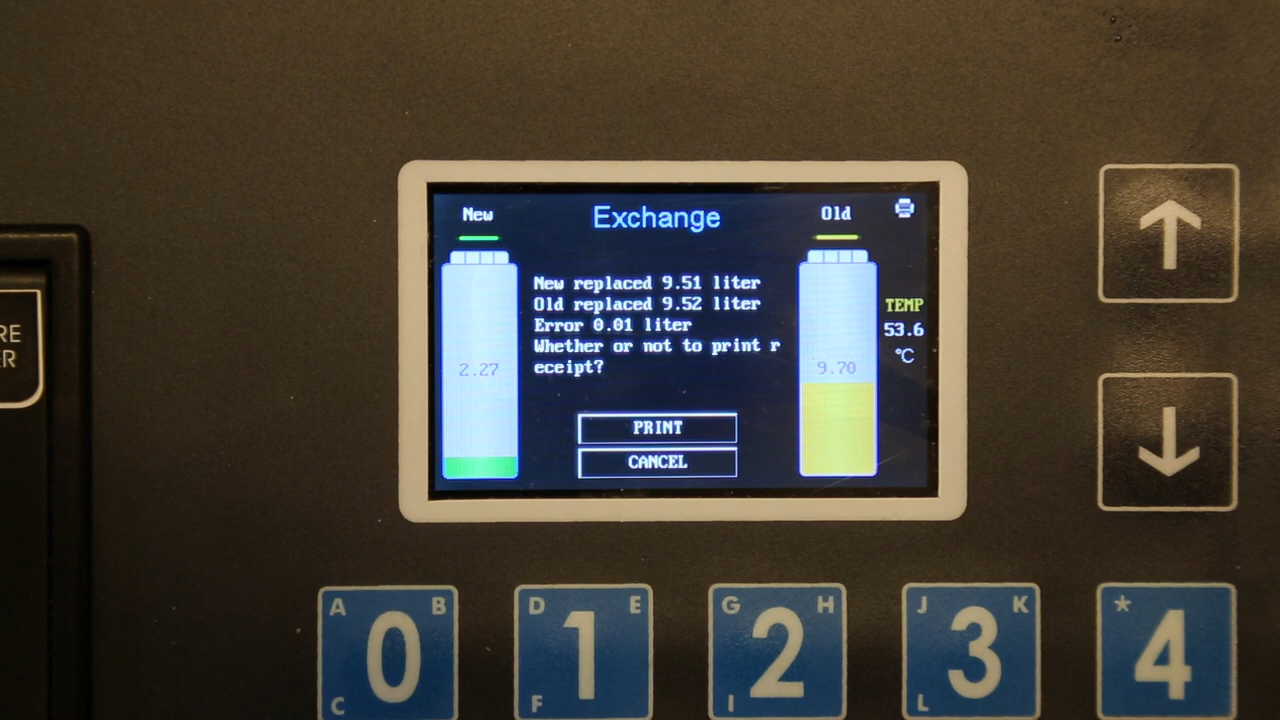 New
Exchange
Old
New replaced 9.51 liter
Old replaced 9.52 liter
Error 0.01 liter
Whether or not to print r
eceipt?
2.27
9.70
TEMP
53.6
°C
PRINT
CANCEL
RE
ER
A B
0
C
D E
1
F
G H
2
I
J K
3
L
*
4